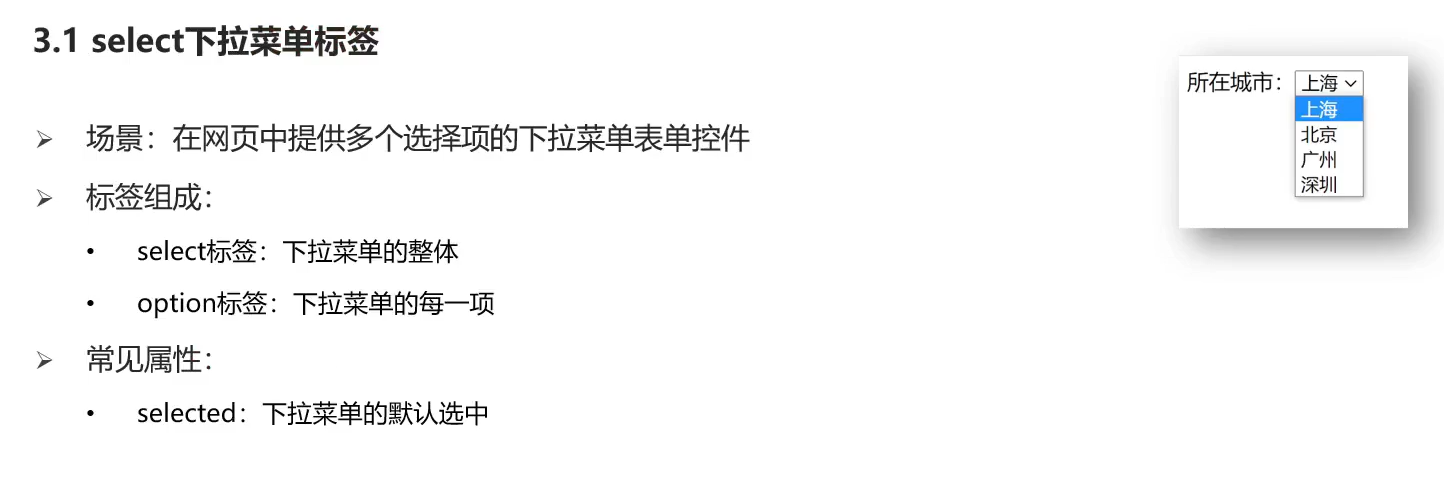 3.1 select下拉菜单标签
场景：在网页中提供多个选择项的下拉菜单表单控件
标签组成：
select标签：下拉菜单的整体
option标签：下拉菜单的每一项
常见属性：
selected：下拉菜单的默认选中
所在城市： 上海
上海
北京
广州
深圳